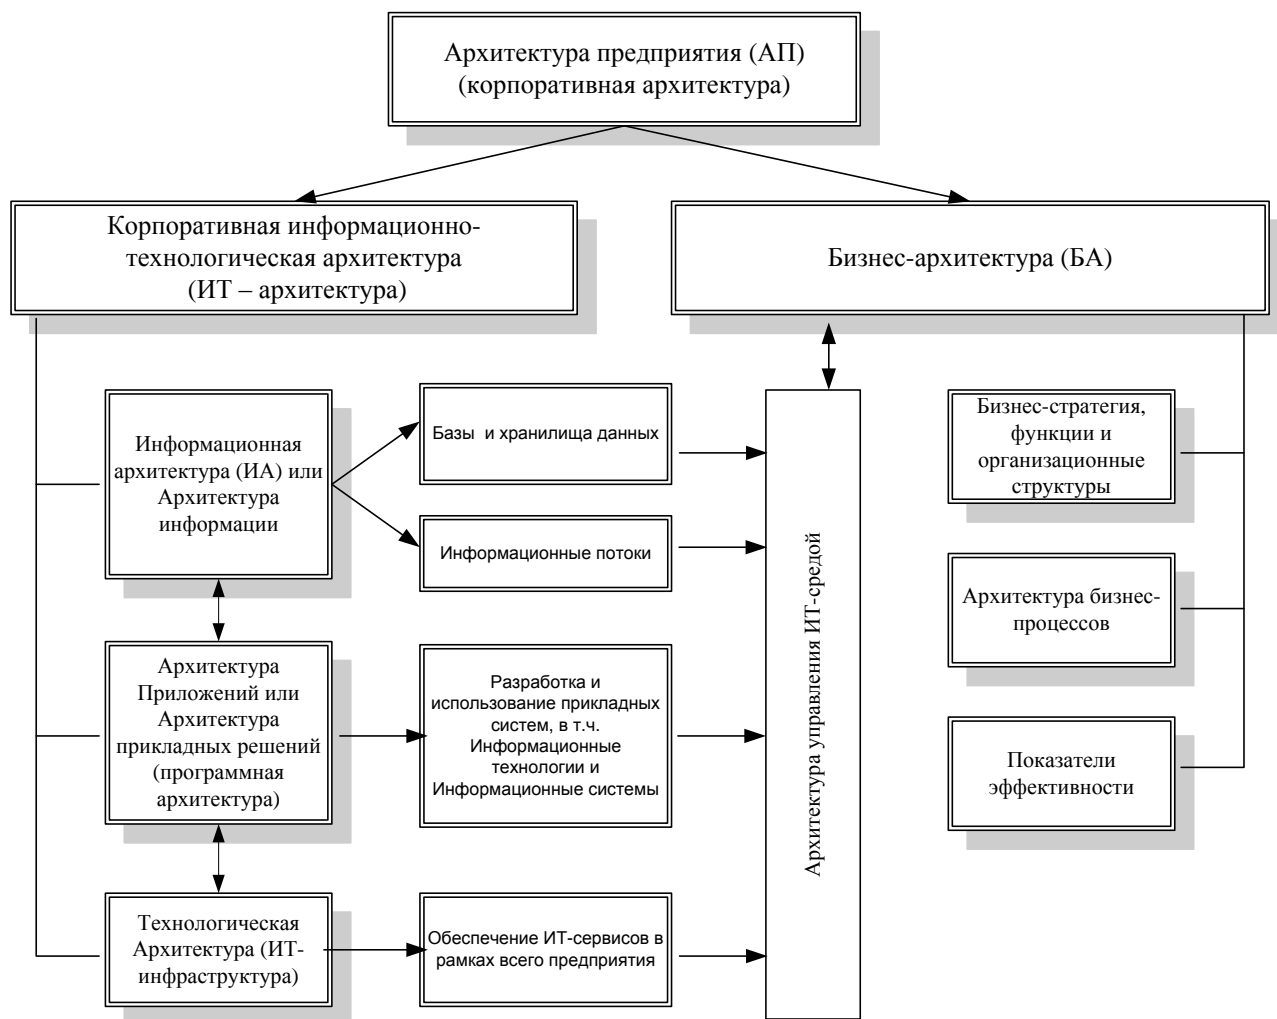 Архитектура предприятия (АП)
(корпоративная архитектура)
Корпоративная информационно-
технологическая архитектура
(ИТ – архитектура)
Бизнес-архитектура (БА)
Информационная
архитектура (ИА) или
Архитектура
информации
Базы и хранилища данных
Информационные потоки
Архитектура
Приложений или
Архитектура
прикладных решений
(программная
архитектура)
Разработка и
использование прикладных
систем, в т.ч.
Информационные
технологии и
Информационные системы
Технологическая
Архитектура (ИТ-
инфраструктура)
Обеспечение ИТ-сервисов в
рамках всего предприятия
Архитектура управления ИТ-средой
Бизнес-стратегия,
функции и
организационные
структуры
Архитектура бизнес-
процессов
Показатели
эффективности